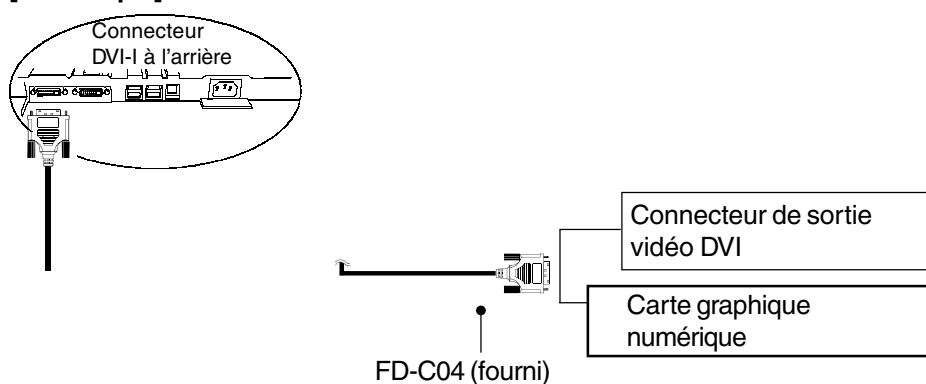 Connecteur
DVI-I à l'arrière
Connecteur de sortie
vidéo DVI
Carte graphique
numérique
FD-C04 (fourni)